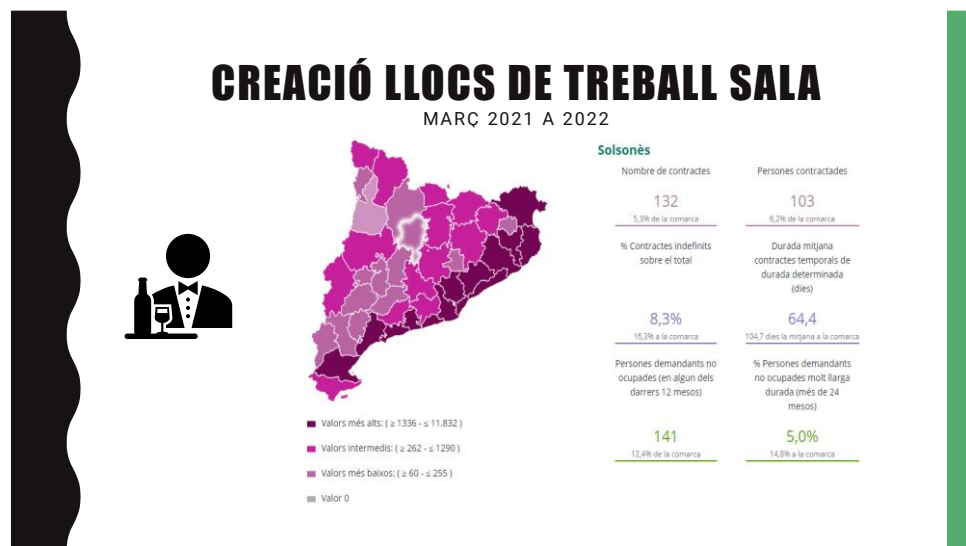 CREACIÓ LLOCS DE TREBALL SALA
MARÇ 2021 A 2022
Solsonès
Nombre de contractes
132
5,3% de la comarca
Persones contractades
103
6,2% de la comarca
% Contractes indefinits
sobre el total
8,3%
16,3% a la comarca
Durada mitjana
contractes temporals de
durada determinada
(dies)
64,4
104,7 dies la mitjana a la comarca
Persones demandants no
ocupades (en algun dels
darrers 12 mesos)
141
12,4% de la comarca
% Persones demandants
no ocupades molt llarga
durada (més de 24
mesos)
5,0%
14,8% a la comarca
Valors més alts: ( ≥ 1336 - ≤ 11.832 )
Valors intermedis: ( ≥ 262 - ≤ 1290 )
Valors més baixos: ( ≥ 60 - ≤ 255 )
Valor 0